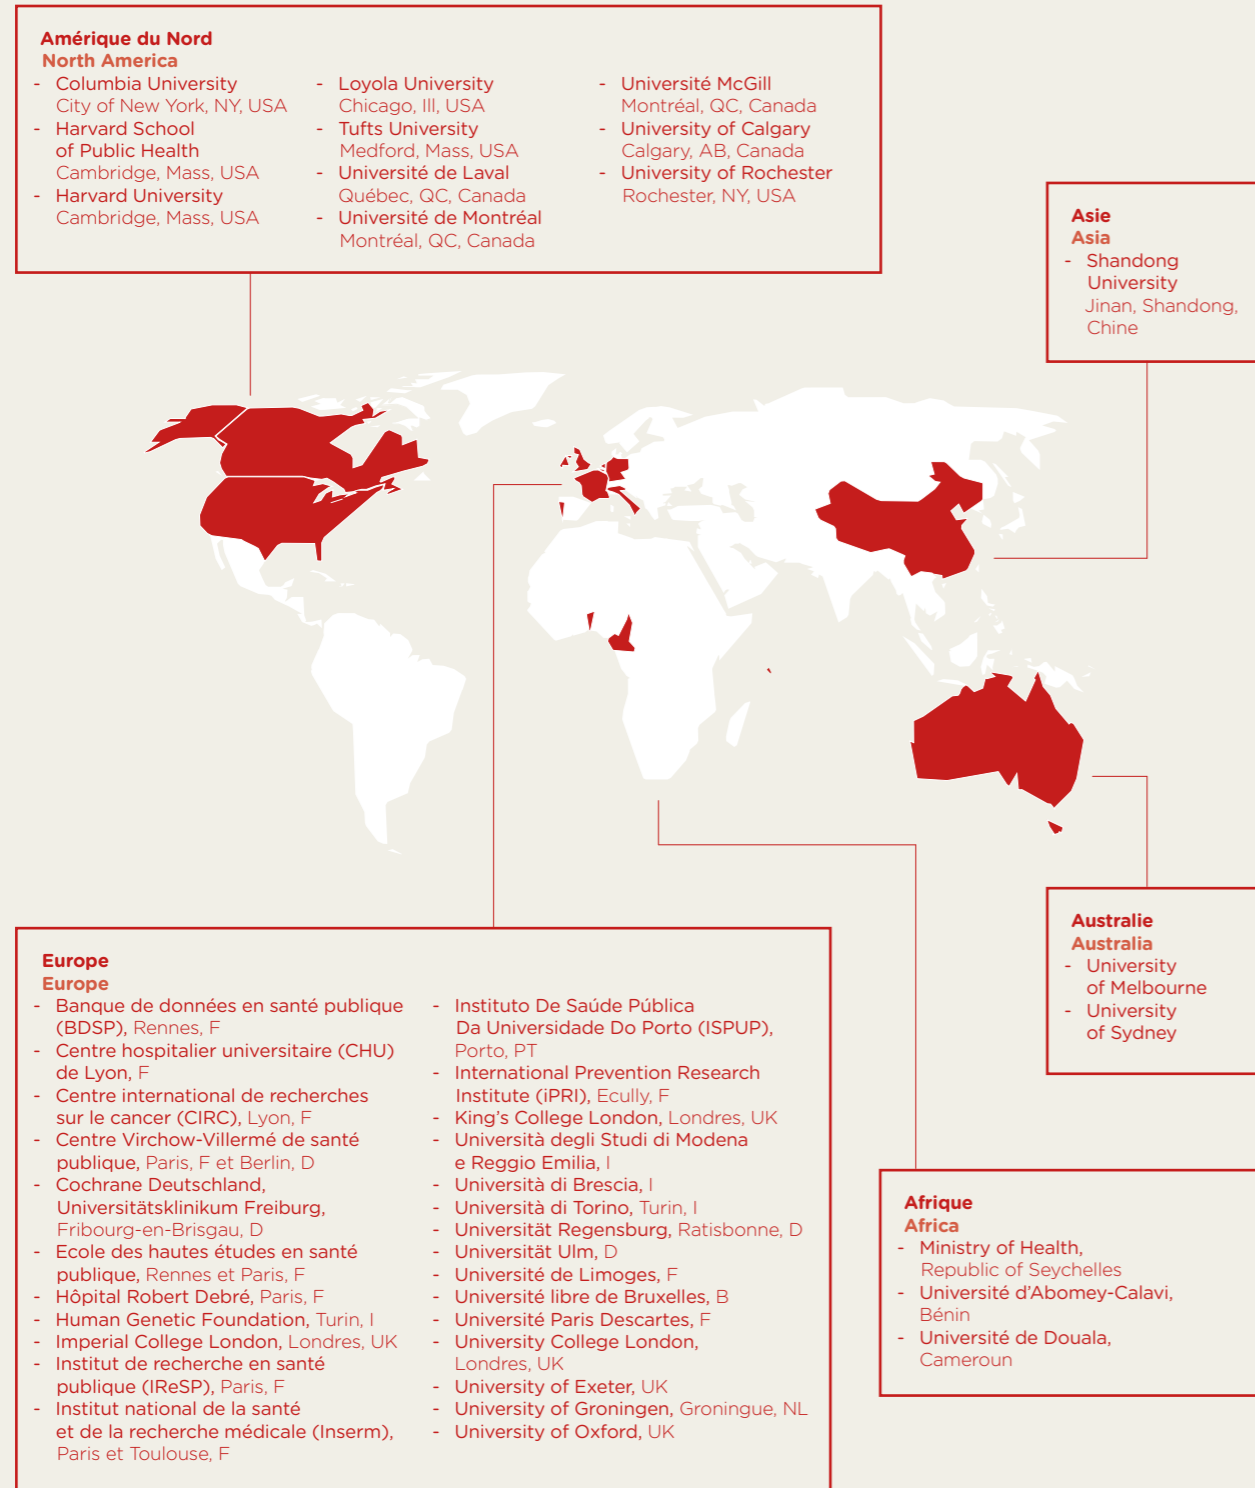 Amérique du Nord
North America
- Columbia University
City of New York, NY, USA
- Harvard School
of Public Health
Cambridge, Mass, USA
- Harvard University
Cambridge, Mass, USA
- Loyola University
Chicago, Ill, USA
- Tufts University
Medford, Mass, USA
- Université de Laval
Québec, QC, Canada
- Université de Montréal
Montréal, QC, Canada
- Université McGill
Montréal, QC, Canada
- University of Calgary
Calgary, AB, Canada
- University of Rochester
Rochester, NY, USA
Asie
Asia
- Shandong
University
Jinan, Shandong,
Chine
Australie
Australia
- University
of Melbourne
- University
of Sydney
Europe
Europe
- Banque de données en santé publique
(BDSP), Rennes, F
- Centre hospitalier universitaire (CHU)
de Lyon, F
- Centre international de recherches
sur le cancer (CIRC), Lyon, F
- Centre Virchow-Villermé de santé
publique, Paris, F et Berlin, D
- Cochrane Deutschland,
Universitätsklinikum Freiburg,
Fribourg-en-Brisgau, D
- Ecole des hautes études en santé
publique, Rennes et Paris, F
- Hôpital Robert Debré, Paris, F
- Human Genetic Foundation, Turin, I
- Imperial College London, Londres, UK
- Institut de recherche en santé
publique (IReSP), Paris, F
- Institut national de la santé
et de la recherche médicale (Inserm),
Paris et Toulouse, F
- Instituto De Saúde Pública
Da Universidade Do Porto (ISPUP),
Porto, PT
- International Prevention Research
Institute (iPRI), Ecully, F
- King's College London, Londres, UK
- Università degli Studi di Modena
e Reggio Emilia, I
- Università di Brescia, I
- Università di Torino, Turin, I
- Universität Regensburg, Ratisbonne, D
- Universität Ulm, D
- Université de Limoges, F
- Université libre de Bruxelles, B
- Université Paris Descartes, F
- University College London,
Londres, UK
- University of Exeter, UK
- University of Groningen, Groningue, NL
- University of Oxford, UK
Afrique
Africa
- Ministry of Health,
Republic of Seychelles
- Université d'Abomey-Calavi,
Bénin
- Université de Douala,
Cameroun